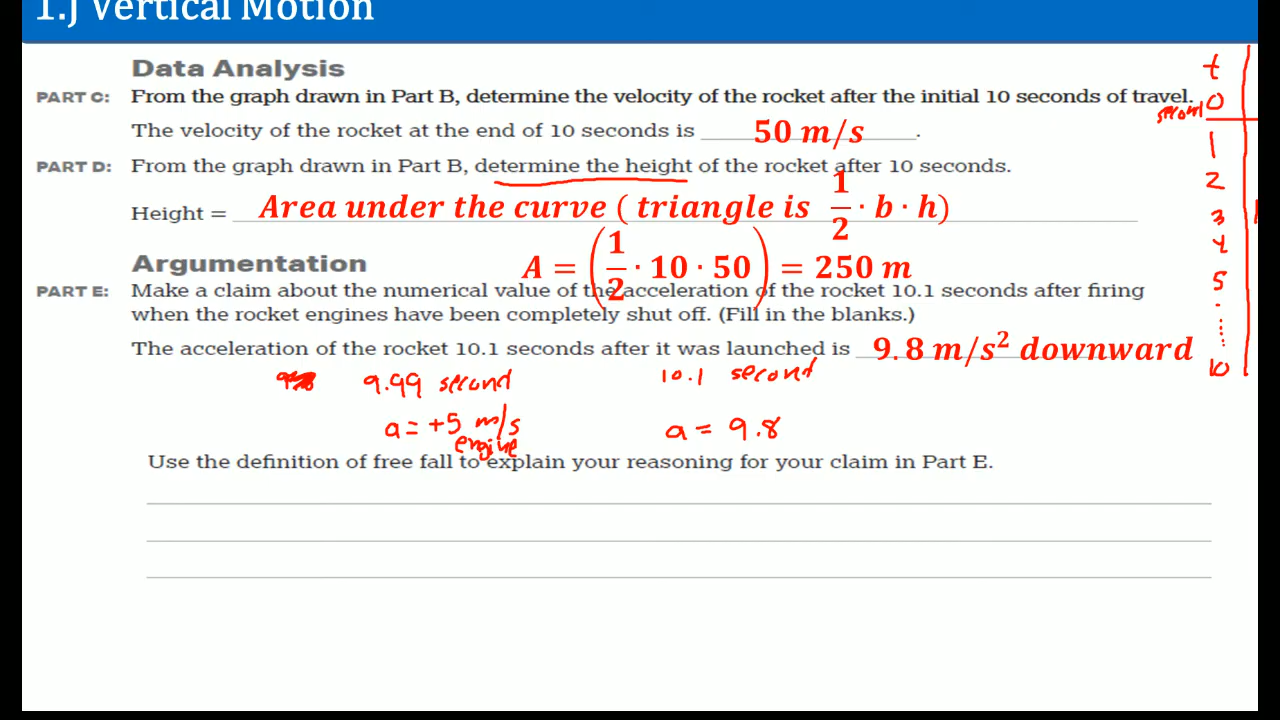 1.J Vertical Motion
Data Analysis
PART C: From the graph drawn in Part B, determine the velocity of the rocket after the initial 10 seconds of travel.
The velocity of the rocket at the end of 10 seconds is 50 m/s.
PART D: From the graph drawn in Part B, determine the height of the rocket after 10 seconds.
Height = Area under the curve ( triangle is 1/2 · b · h)
A = (1/2 · 10 · 50) = 250 m
Argumentation
PART E: Make a claim about the numerical value of the acceleration of the rocket 10.1 seconds after firing
when the rocket engines have been completely shut off. (Fill in the blanks.)
The acceleration of the rocket 10.1 seconds after it was launched is 9.8 m/s² downward
9.99 second 10.1 second
a = +5 m/s a = 9.8
engine
Use the definition of free fall to explain your reasoning for your claim in Part E.
t
second 0
1
2
3
4
5
.
....
10